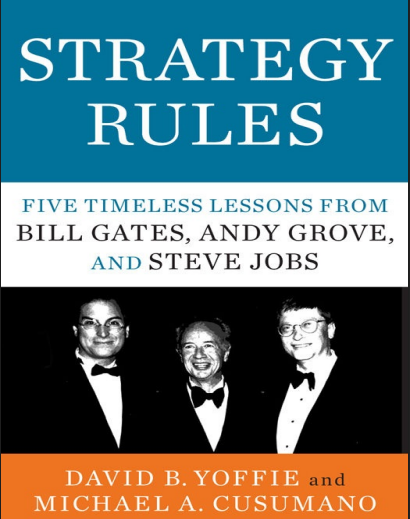 STRATEGY
RULES
FIVE TIMELESS LESSONS FROM
BILL GATES, ANDY GROVE,
AND STEVE JOBS
DAVID B. YOFFIE and
MICHAEL A. CUSUMANO